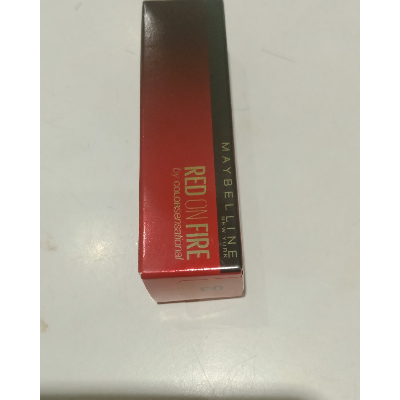 MAYBELLINE
NEW YORK
RED ON FIRE
by COLORsensational